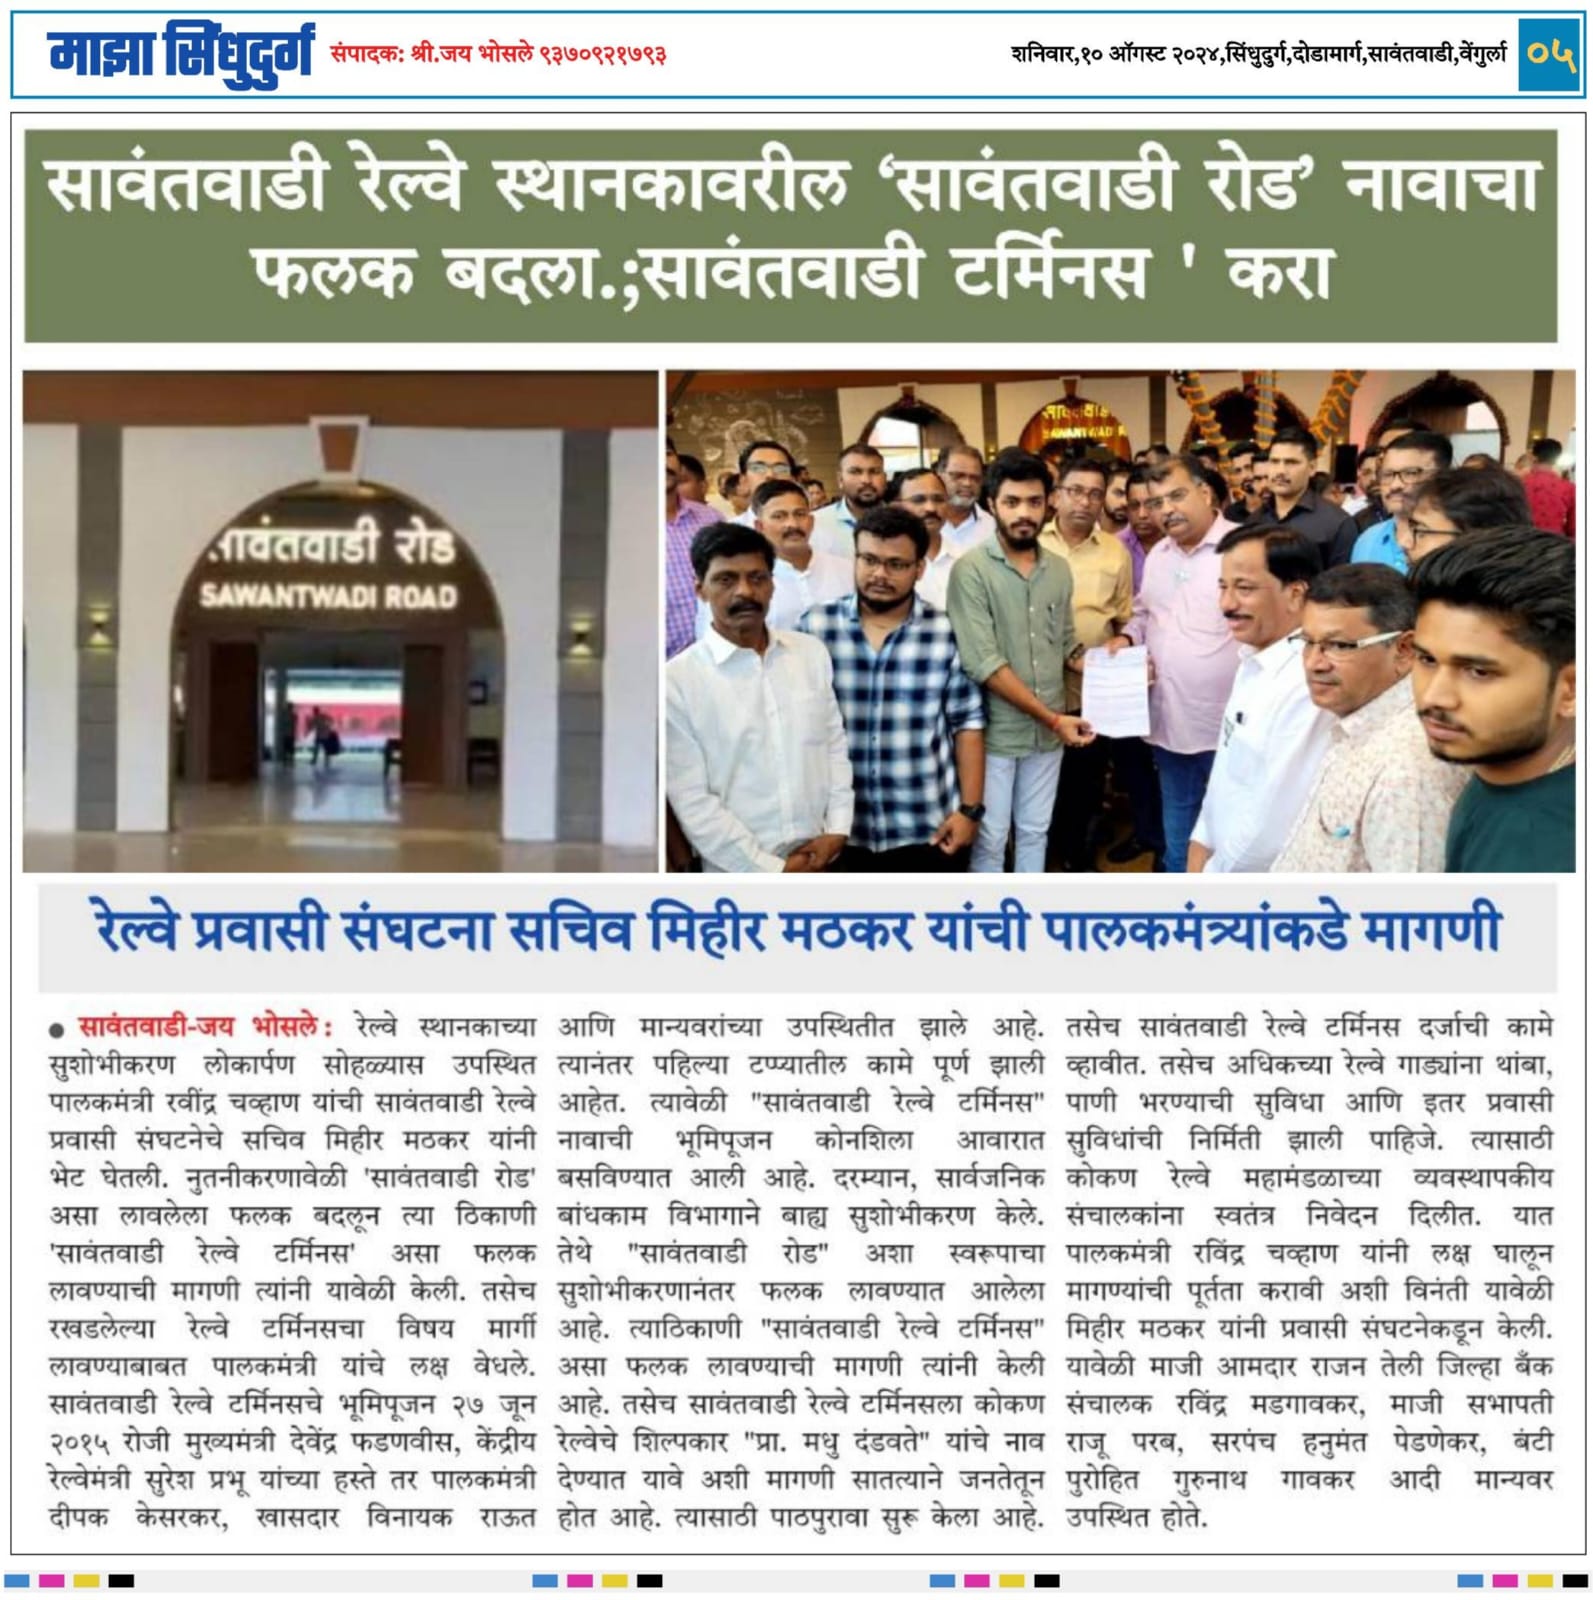 माझा सिंधुदुर्ग
संपादक: श्री.जय भोसले ९३७०९२१७९३
शनिवार,१० ऑगस्ट २०२४,सिंधुदुर्ग,दोडामार्ग,सावंतवाडी,वेंगुर्ला
०५
सावंतवाडी रेल्वे स्थानकावरील ‘सावंतवाडी रोड’ नावाचा
फलक बदला.;सावंतवाडी टर्मिनस ' करा
सावंतवाडी रोड
SAWANTWADI ROAD
रेल्वे प्रवासी संघटना सचिव मिहीर मठकर यांची पालकमंत्र्यांकडे मागणी
● सावंतवाडी-जय भोसले: रेल्वे स्थानकाच्या
सुशोभीकरण लोकार्पण सोहळ्यास उपस्थित
पालकमंत्री रवींद्र चव्हाण यांची सावंतवाडी रेल्वे
प्रवासी संघटनेचे सचिव मिहीर मठकर यांनी
भेट घेतली. नुतनीकरणावेळी 'सावंतवाडी रोड'
असा लावलेला फलक बदलून त्या ठिकाणी
'सावंतवाडी रेल्वे टर्मिनस' असा फलक
लावण्याची मागणी त्यांनी यावेळी केली. तसेच
रखडलेल्या रेल्वे टर्मिनसचा विषय मार्गी
लावण्याबाबत पालकमंत्री यांचे लक्ष वेधले.
सावंतवाडी रेल्वे टर्मिनसचे भूमिपूजन २७ जून
२०१५ रोजी मुख्यमंत्री देवेंद्र फडणवीस, केंद्रीय
रेल्वेमंत्री सुरेश प्रभू यांच्या हस्ते तर पालकमंत्री
दीपक केसरकर, खासदार विनायक राऊत
आणि मान्यवरांच्या उपस्थितीत झाले आहे.
त्यानंतर पहिल्या टप्प्यातील कामे पूर्ण झाली
आहेत. त्यावेळी "सावंतवाडी रेल्वे टर्मिनस"
नावाची भूमिपूजन कोनशिला आवारात
बसविण्यात आली आहे. दरम्यान, सार्वजनिक
बांधकाम विभागाने बाह्य सुशोभीकरण केले.
तेथे "सावंतवाडी रोड" अशा स्वरूपाचा
सुशोभीकरणानंतर फलक लावण्यात आलेला
आहे. त्याठिकाणी "सावंतवाडी रेल्वे टर्मिनस"
असा फलक लावण्याची मागणी त्यांनी केली
आहे. तसेच सावंतवाडी रेल्वे टर्मिनसला कोकण
रेल्वेचे शिल्पकार "प्रा. मधु दंडवते" यांचे नाव
देण्यात यावे अशी मागणी सातत्याने जनतेतून
होत आहे. त्यासाठी पाठपुरावा सुरू केला आहे.
तसेच सावंतवाडी रेल्वे टर्मिनस दर्जाची कामे
व्हावीत. तसेच अधिकच्या रेल्वे गाड्यांना थांबा,
पाणी भरण्याची सुविधा आणि इतर प्रवासी
सुविधांची निर्मिती झाली पाहिजे. त्यासाठी
कोकण रेल्वे महामंडळाच्या व्यवस्थापकीय
संचालकांना स्वतंत्र निवेदन दिलीत. यात
पालकमंत्री रविंद्र चव्हाण यांनी लक्ष घालून
मागण्यांची पूर्तता करावी अशी विनंती यावेळी
मिहीर मठकर यांनी प्रवासी संघटनेकडून केली.
यावेळी माजी आमदार राजन तेली जिल्हा बँक
संचालक रविंद्र मडगावकर, माजी सभापती
राजू परब, सरपंच हनुमंत पेडणेकर, बंटी
पुरोहित गुरुनाथ गावकर आदी मान्यवर
उपस्थित होते.